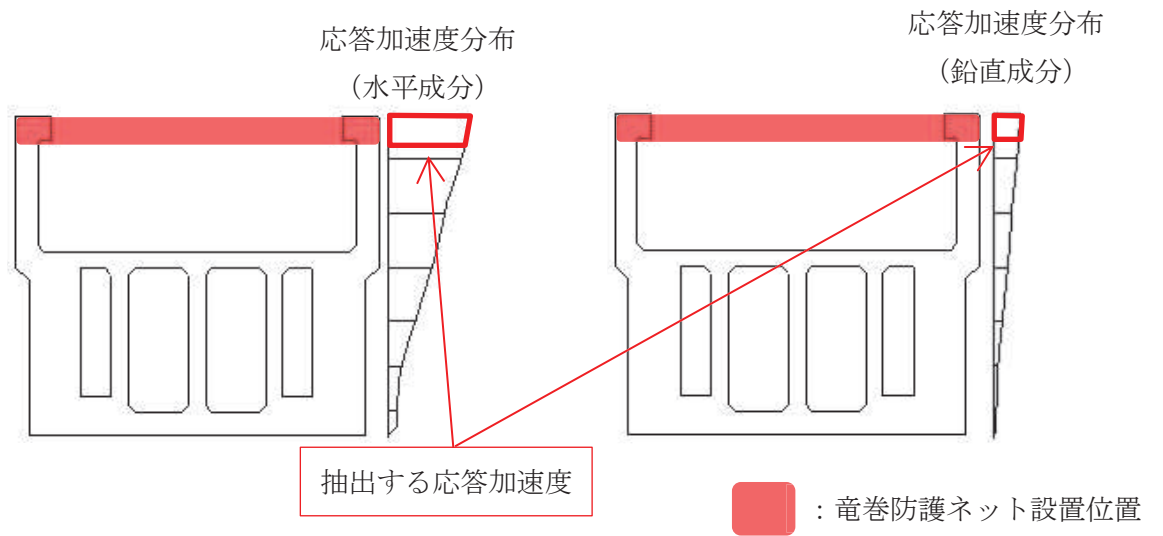 応答加速度分布
(水平成分)
応答加速度分布
(鉛直成分)
抽出する応答加速度
:竜巻防護ネット設置位置